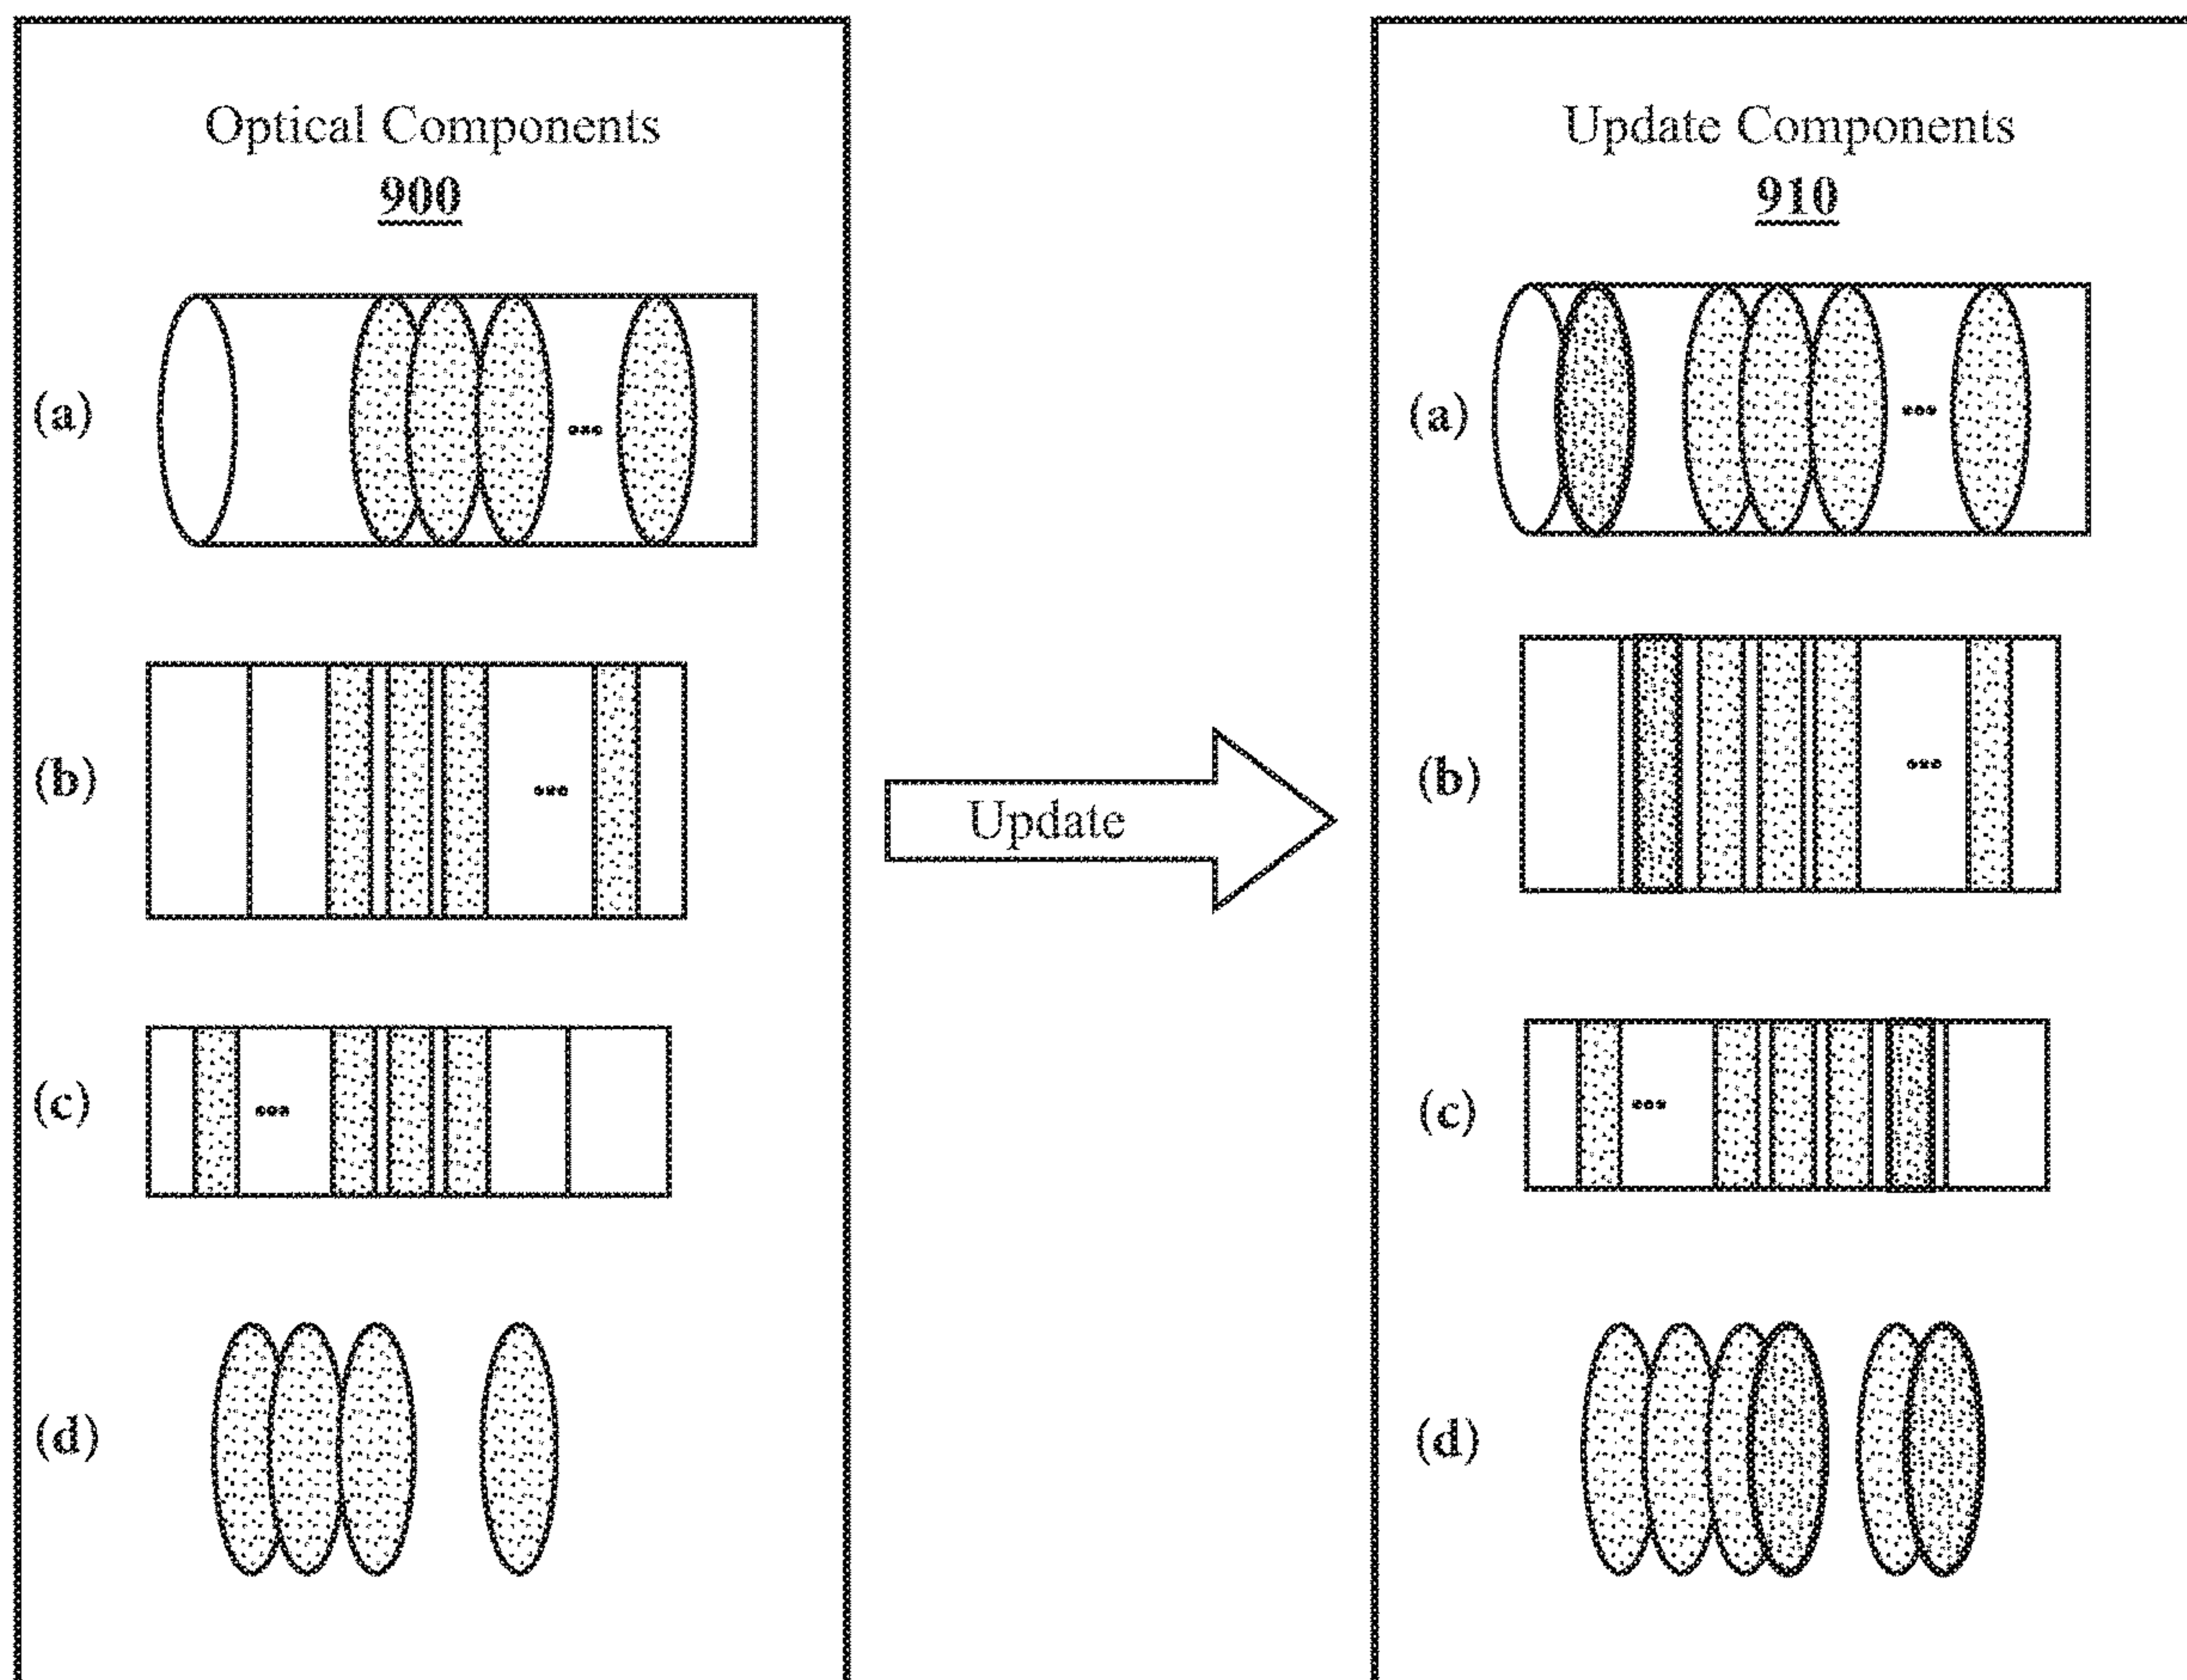 Optical Components
900
(a)
...
(b)
...
(c)
...
(d)
Update
Update Components
910
(a)
...
(b)
...
(c)
...
(d)